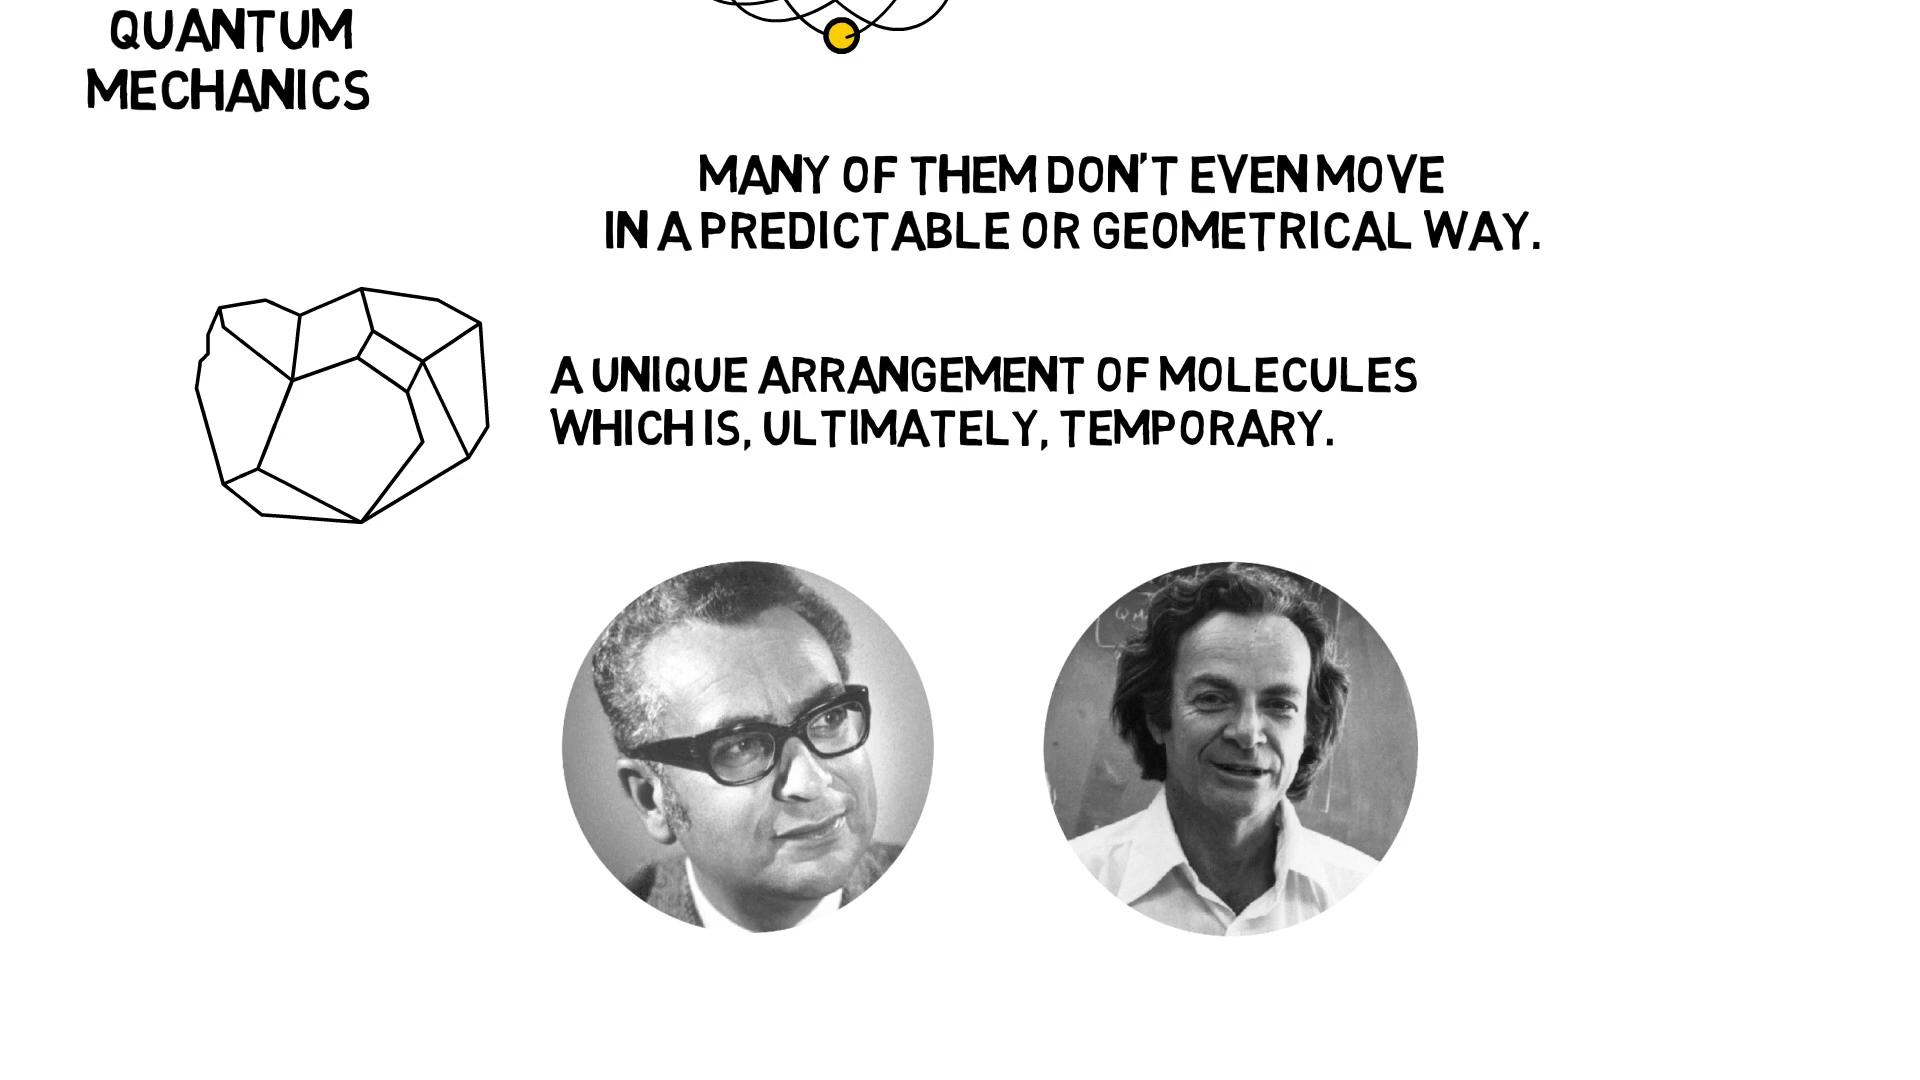 QUANTUM
MECHANICS
MANY OF THEM DON'T EVEN MOVE
IN A PREDICTABLE OR GEOMETRICAL WAY.
A UNIQUE ARRANGEMENT OF MOLECULES
WHICH IS, ULTIMATELY, TEMPORARY.